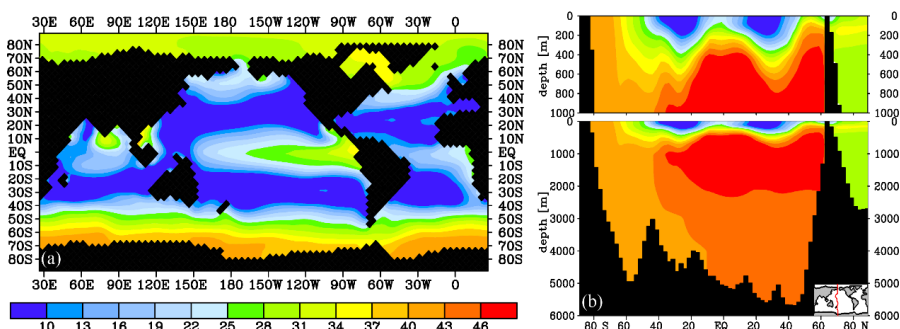 30E 60E 90E 120E 150E 180 150W 120W 90W 60W 30W 0
80N 80N
70N 70N
60N 60N
50N 50N
40N 40N
30N 30N
20N 20N
10N 10N
EQ EQ
10S 10S
20S 20S
30S 30S
40S 40S
50S 50S
60S 60S
70S 70S
80S 80S
(a)
30E 60E 90E 120E 150E 180 150W 120W 90W 60W 30W 0
10 13 16 19 22 25 28 31 34 37 40 43 46
0 0
200 200
400 400
600 600
800 800
1000 1000
depth [m]
0 0
1000 1000
2000 2000
3000 3000
4000 4000
5000 5000
6000 6000
depth [m]
(b)
80 S 60 40 20 EQ 20 40 60 80 N